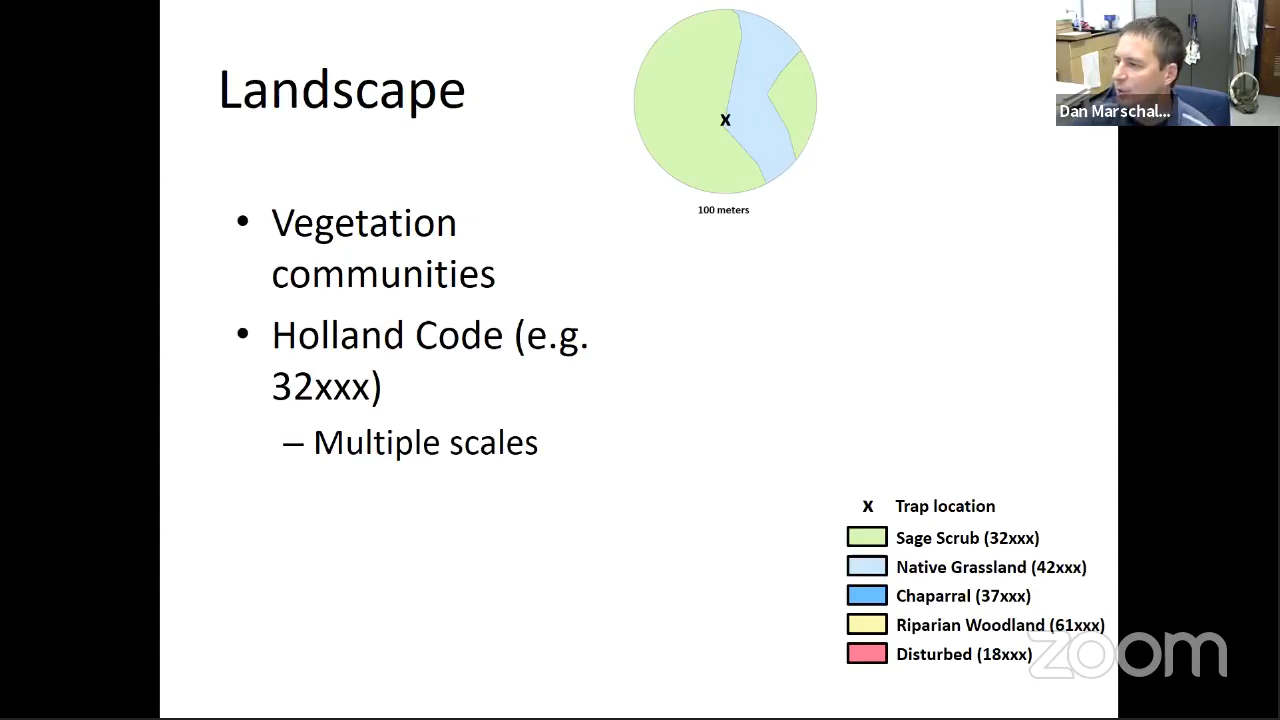 Landscape
X
100 meters
• Vegetation
communities
• Holland Code (e.g.
32xxx)
– Multiple scales
X Trap location
Sage Scrub (32xxx)
Native Grassland (42xxx)
Chaparral (37xxx)
Riparian Woodland (61xxx)
Disturbed (18xxx)
Dan Marschal...
zoom